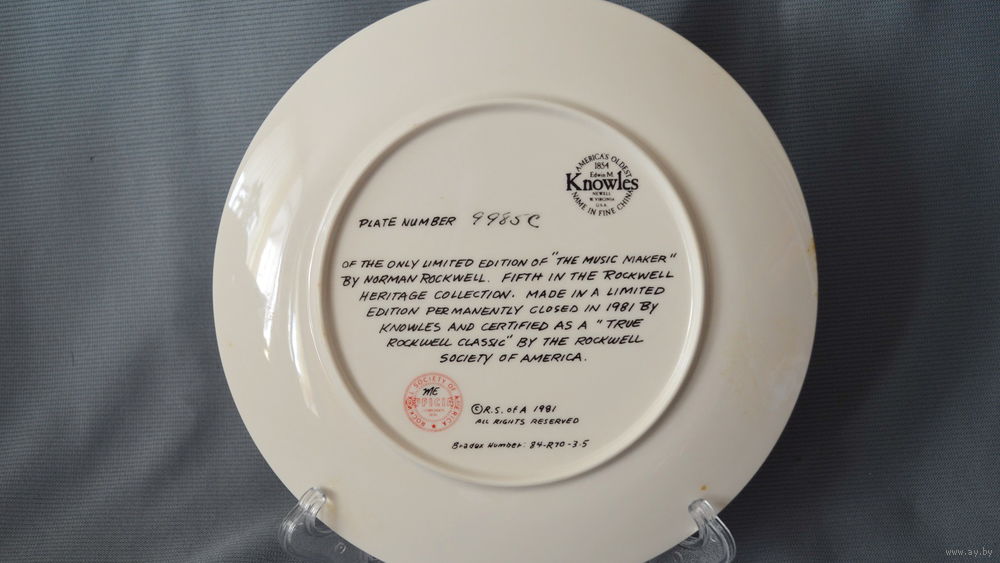 AMERICA'S OLDEST
1854
Edwin M.
Knowles
NEWELL
W. VIRGINIA
U.S.A.
NAME IN FINE CHINA
PLATE NUMBER 9985C
OF THE ONLY LIMITED EDITION OF "THE MUSIC MAKER"
BY NORMAN ROCKWELL. FIFTH IN THE ROCKWELL
HERITAGE COLLECTION. MADE IN A LIMITED
EDITION PERMANENTLY CLOSED IN 1981 BY
KNOWLES AND CERTIFIED AS A "TRUE
ROCKWELL CLASSIC" BY THE ROCKWELL
SOCIETY OF AMERICA.
SOCIETY OF AMERICA
ME
©R.S. of A 1981
ALL RIGHTS RESERVED
Bradex Number: 84-R70-3.5
www.ay.by